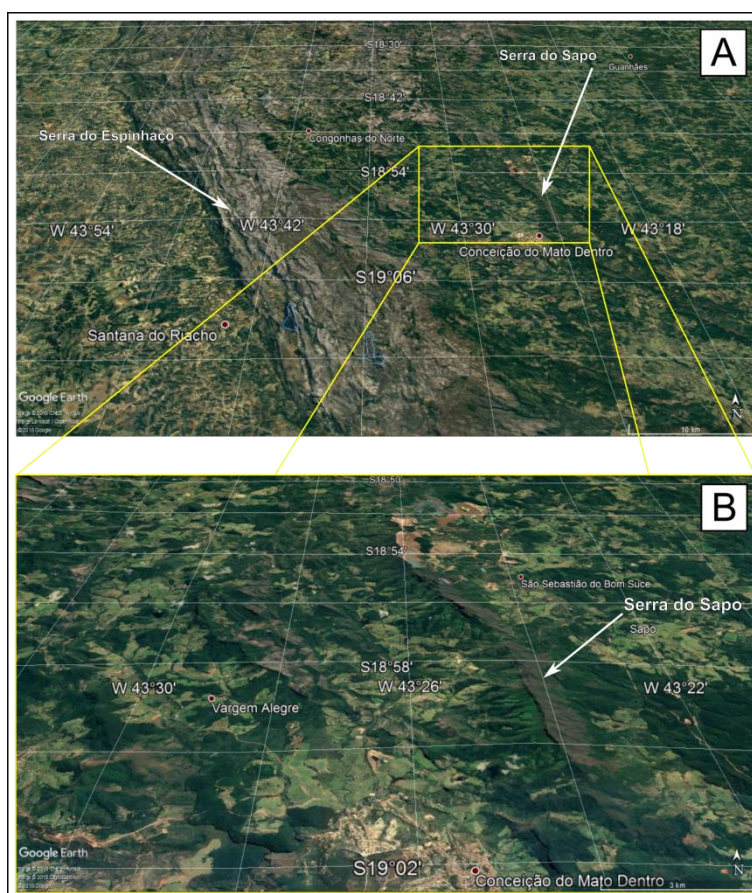 A
S18°30'
Serra do Sapo
Guanhães
S18°42'
Serra do Espinhaço
Congonhas do Norte
S18°54'
W 43°54'
W 43°42'
W 43°30'
W 43°18'
Conceição do Mato Dentro
S19°06'
Santana do Riacho
Google Earth
N
10 km
B
S18°50'
S18°54'
São Sebastião do Bom Suce
Serra do Sapo
Sapo
S18°58'
W 43°30'
W 43°26'
W 43°22'
Vargem Alegre
Google Earth
N
S19°02'
Conceição do Mato Dentro
3 km